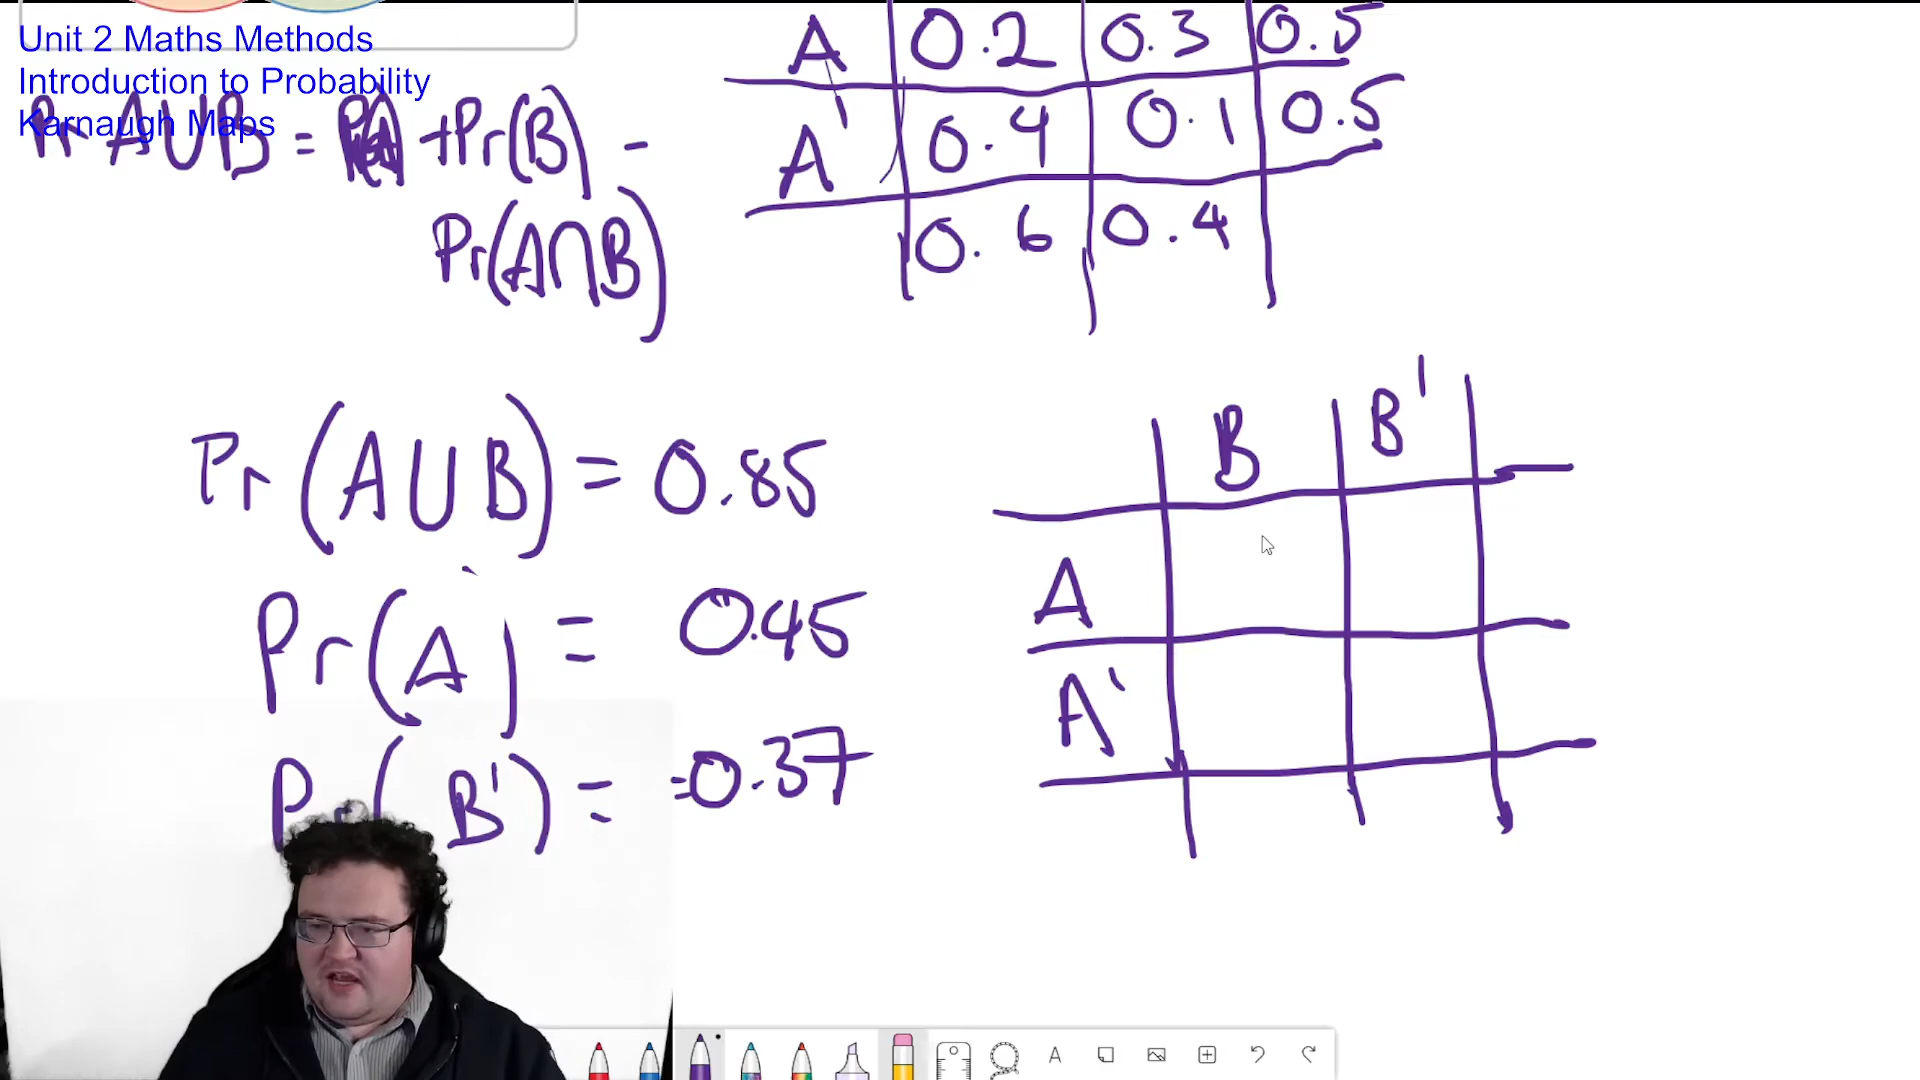 Unit 2 Maths Methods
Introduction to Probability
Karnaugh Maps
Pr A∪B = +Pr(B) -
Pr(A∩B)
A 0.2 0.3 0.5
A' 0.4 0.1 0.5
0.6 0.4
Pr(A∪B) = 0.85
Pr(A) = 0.45
Pr(B') = =0.37
B B'
A
A'